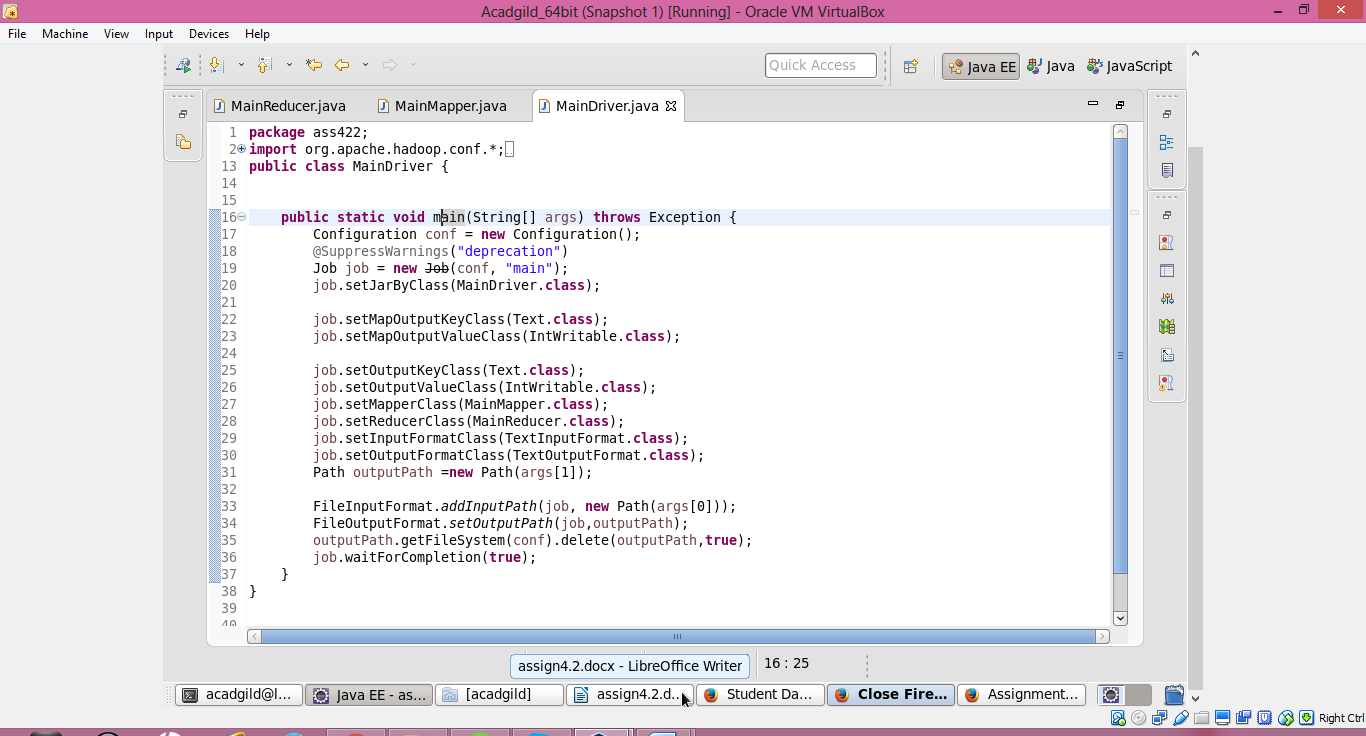 Acadgild_64bit (Snapshot 1) [Running] - Oracle VM VirtualBox
File Machine View Input Devices Help
Quick Access
Java EE Java JavaScript
MainReducer.java MainMapper.java MainDriver.java
1 package ass422;
2 import org.apache.hadoop.conf.*;
13 public class MainDriver {
14
15
16 public static void main(String[] args) throws Exception {
17 Configuration conf = new Configuration();
18 @SuppressWarnings("deprecation")
19 Job job = new Job(conf, "main");
20 job.setJarByClass(MainDriver.class);
21
22 job.setMapOutputKeyClass(Text.class);
23 job.setMapOutputValueClass(IntWritable.class);
24
25 job.setOutputKeyClass(Text.class);
26 job.setOutputValueClass(IntWritable.class);
27 job.setMapperClass(MainMapper.class);
28 job.setReducerClass(MainReducer.class);
29 job.setInputFormatClass(TextInputFormat.class);
30 job.setOutputFormatClass(TextOutputFormat.class);
31 Path outputPath =new Path(args[1]);
32
33 FileInputFormat.addInputPath(job, new Path(args[0]));
34 FileOutputFormat.setOutputPath(job,outputPath);
35 outputPath.getFileSystem(conf).delete(outputPath,true);
36 job.waitForCompletion(true);
37 }
38 }
39
40
assign4.2.docx - LibreOffice Writer 16 : 25
acadgild@l... Java EE - as... [acadgild] assign4.2.d... Student Da... Close Fire... Assignment...
Right Ctrl